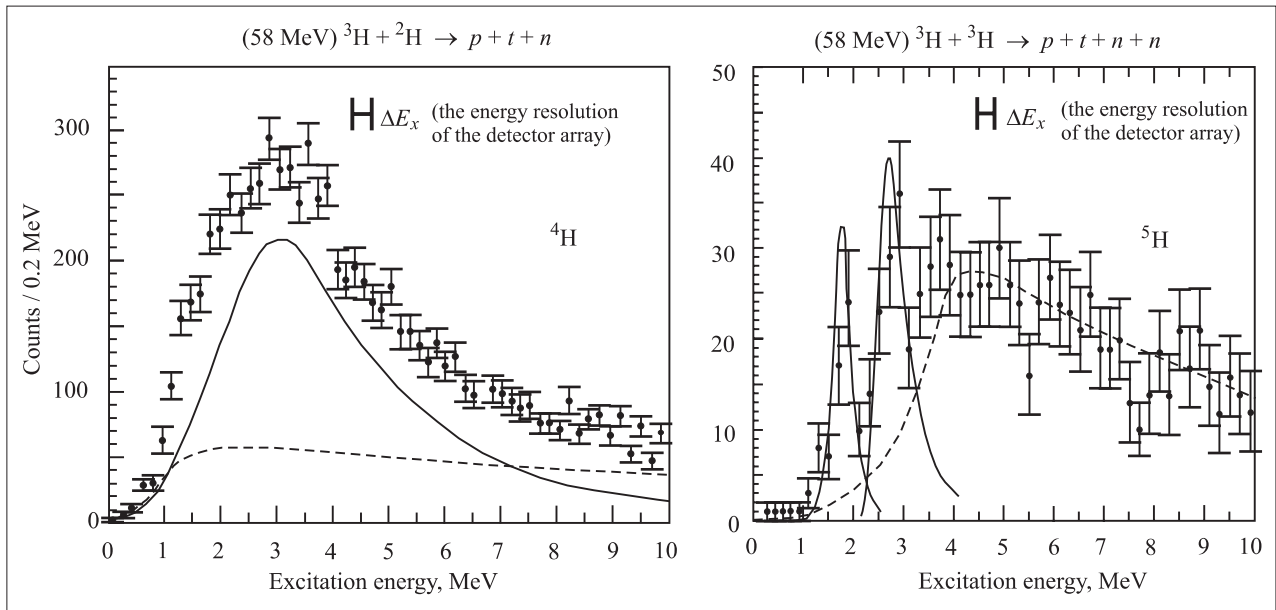 (58 MeV) ³H + ²H → p + t + n
Counts / 0.2 MeV
300
200
100
0
ΔEₓ (the energy resolution
of the detector array)
⁴H
0 1 2 3 4 5 6 7 8 9 10
Excitation energy, MeV
(58 MeV) ³H + ³H → p + t + n + n
50
40
30
20
10
0
ΔEₓ (the energy resolution
of the detector array)
⁵H
0 1 2 3 4 5 6 7 8 9 10
Excitation energy, MeV